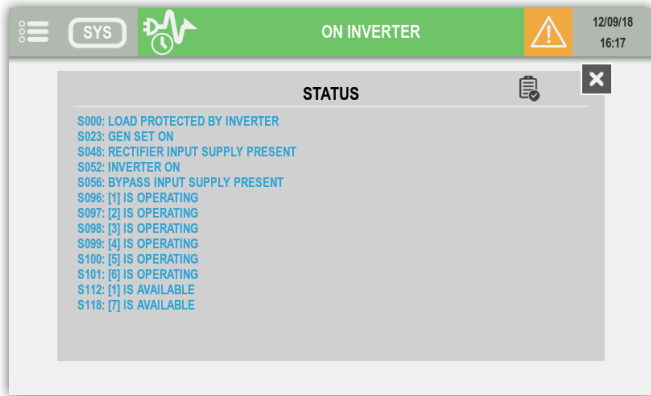 SYS
ON INVERTER
12/09/18
16:17
STATUS
S000: LOAD PROTECTED BY INVERTER
S023: GEN SET ON
S048: RECTIFIER INPUT SUPPLY PRESENT
S052: INVERTER ON
S056: BYPASS INPUT SUPPLY PRESENT
S096: [1] IS OPERATING
S097: [2] IS OPERATING
S098: [3] IS OPERATING
S099: [4] IS OPERATING
S100: [5] IS OPERATING
S101: [6] IS OPERATING
S112: [1] IS AVAILABLE
S118: [7] IS AVAILABLE